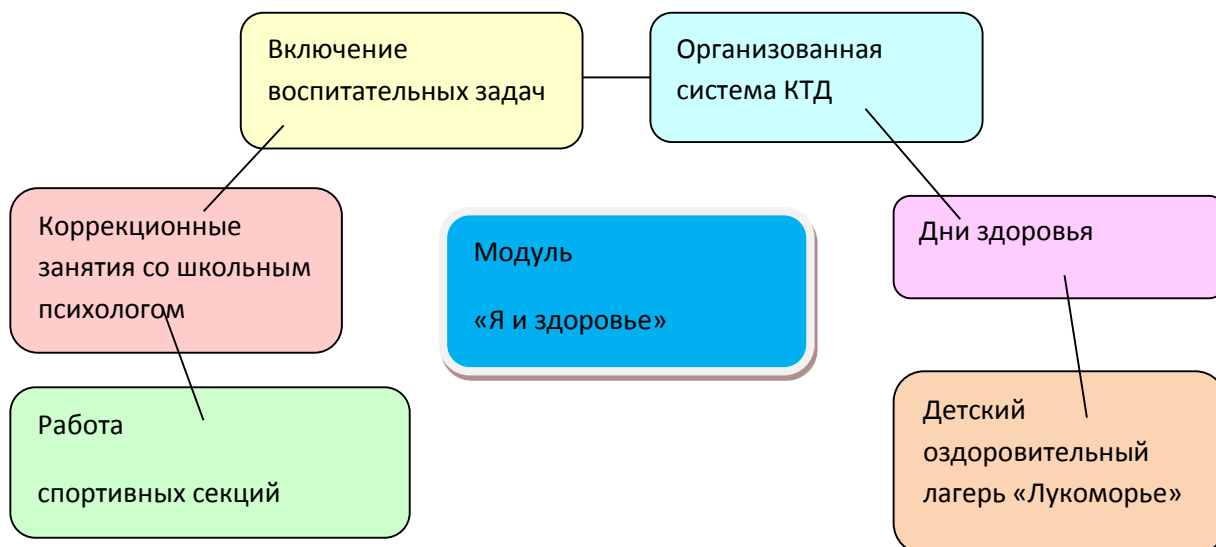 Включение
воспитательных задач
Организованная
система КТД
Коррекционные
занятия со школьным
психологом
Модуль
«Я и здоровье»
Дни здоровья
Работа
спортивных секций
Детский
оздоровительный
лагерь «Лукоморье»